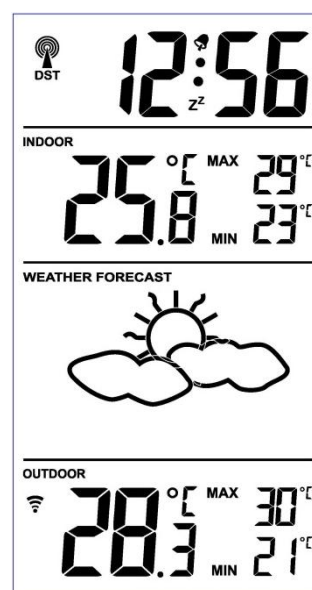 DST
12:56
Zz
INDOOR
25.8 °C MAX 29 °C
MIN 23 °C
WEATHER FORECAST
OUTDOOR
28.3 °C MAX 30 °C
MIN 21 °C